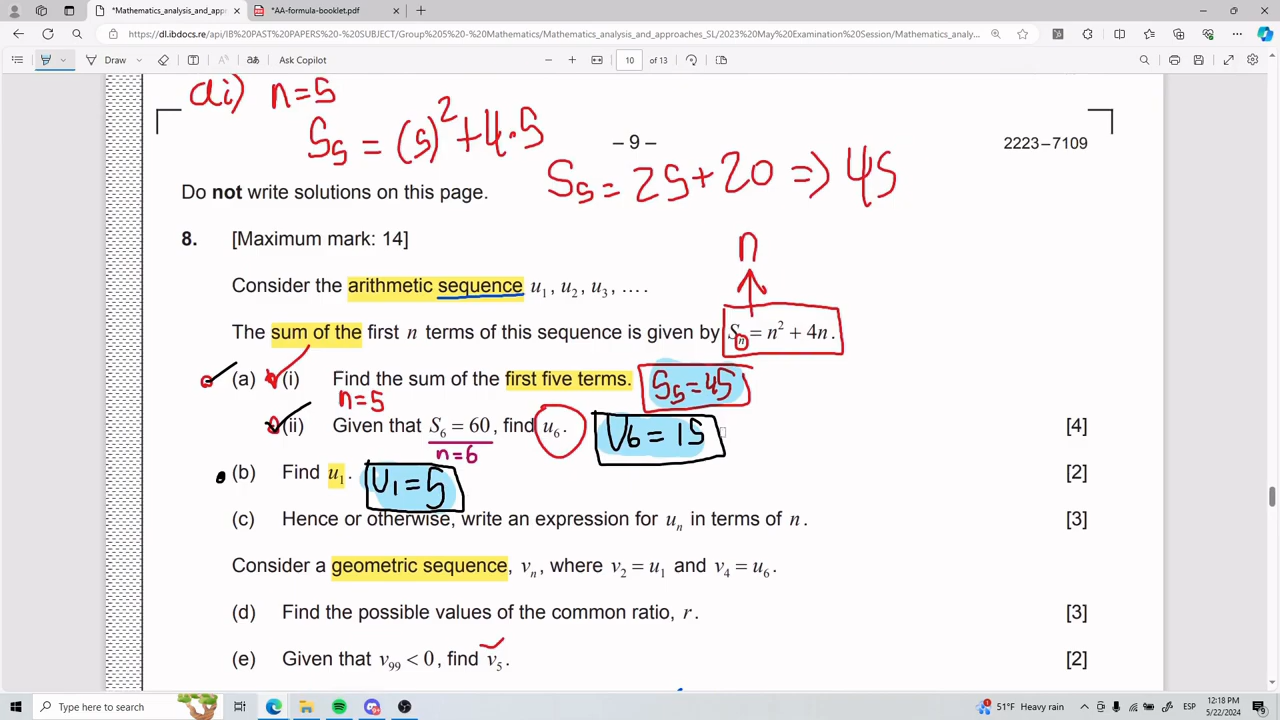 *Mathematics_analysis_and_appr
*AA-formula-booklet.pdf
https://dl.ibdocs.re/api/IB%20PAST%20PAPERS%20-%20SUBJECT/Group%205%20-%20Mathematics/Mathematics_analysis_and_approaches_SL/2023%20May%20Examination%20Session/Mathematics_analy...
Draw
Ask Copilot
10 of 13
ai) n=5
S₅ = (5)² + 4·5
– 9 –
2223–7109
S₅ = 25+20 => 45
Do not write solutions on this page.
8. [Maximum mark: 14]
n
Consider the arithmetic sequence u₁, u₂, u₃, ….
The sum of the first n terms of this sequence is given by Sₙ = n² + 4n.
(a) (i) Find the sum of the first five terms. S₅=45
n=5
(ii) Given that S₆ = 60, find u₆. U₆ = 15 [4]
n=6
(b) Find u₁. U₁=5 [2]
(c) Hence or otherwise, write an expression for uₙ in terms of n. [3]
Consider a geometric sequence, vₙ, where v₂ = u₁ and v₄ = u₆.
(d) Find the possible values of the common ratio, r. [3]
(e) Given that v₉₉ < 0, find v₅. [2]
Type here to search
51°F Heavy rain
ESP
12:18 PM
5/22/2024